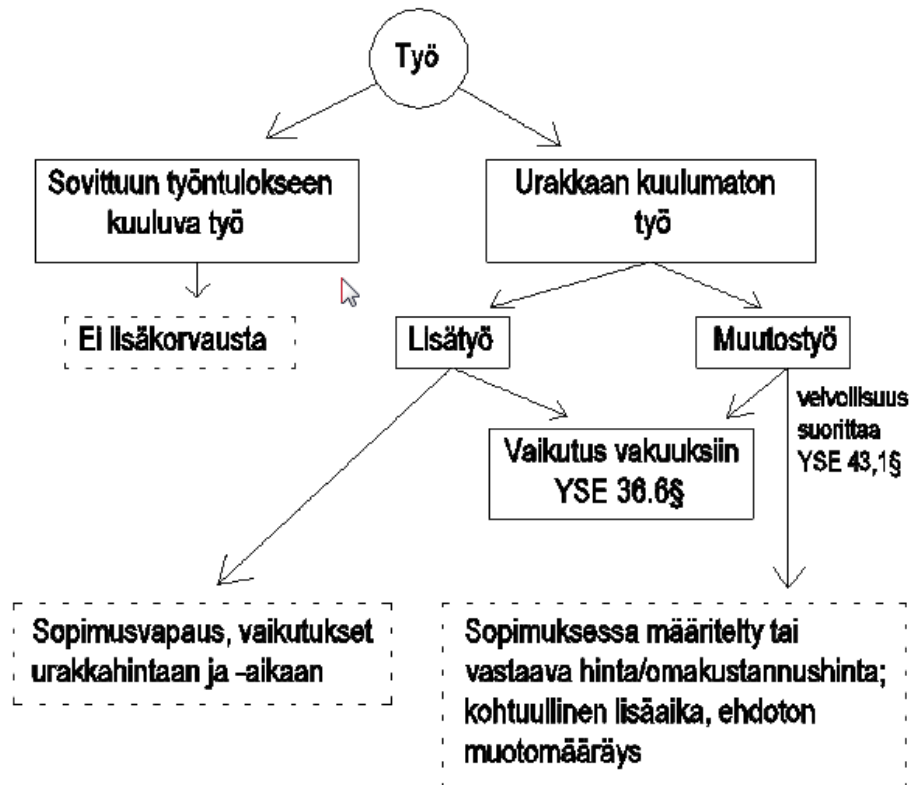 Työ
Sovittuun työntulokseen
kuuluva työ
Urakkaan kuulumaton
työ
Ei lisäkorvausta
Lisätyö
Muutostyö
velvollisuus
suorittaa
YSE 43,1§
Vaikutus vakuuksiin
YSE 36.6§
Sopimusvapaus, vaikutukset
urakkahintaan ja -aikaan
Sopimuksessa määritelty tai
vastaava hinta/omakustannushinta;
kohtuullinen lisäaika, ehdoton
muotomääräys